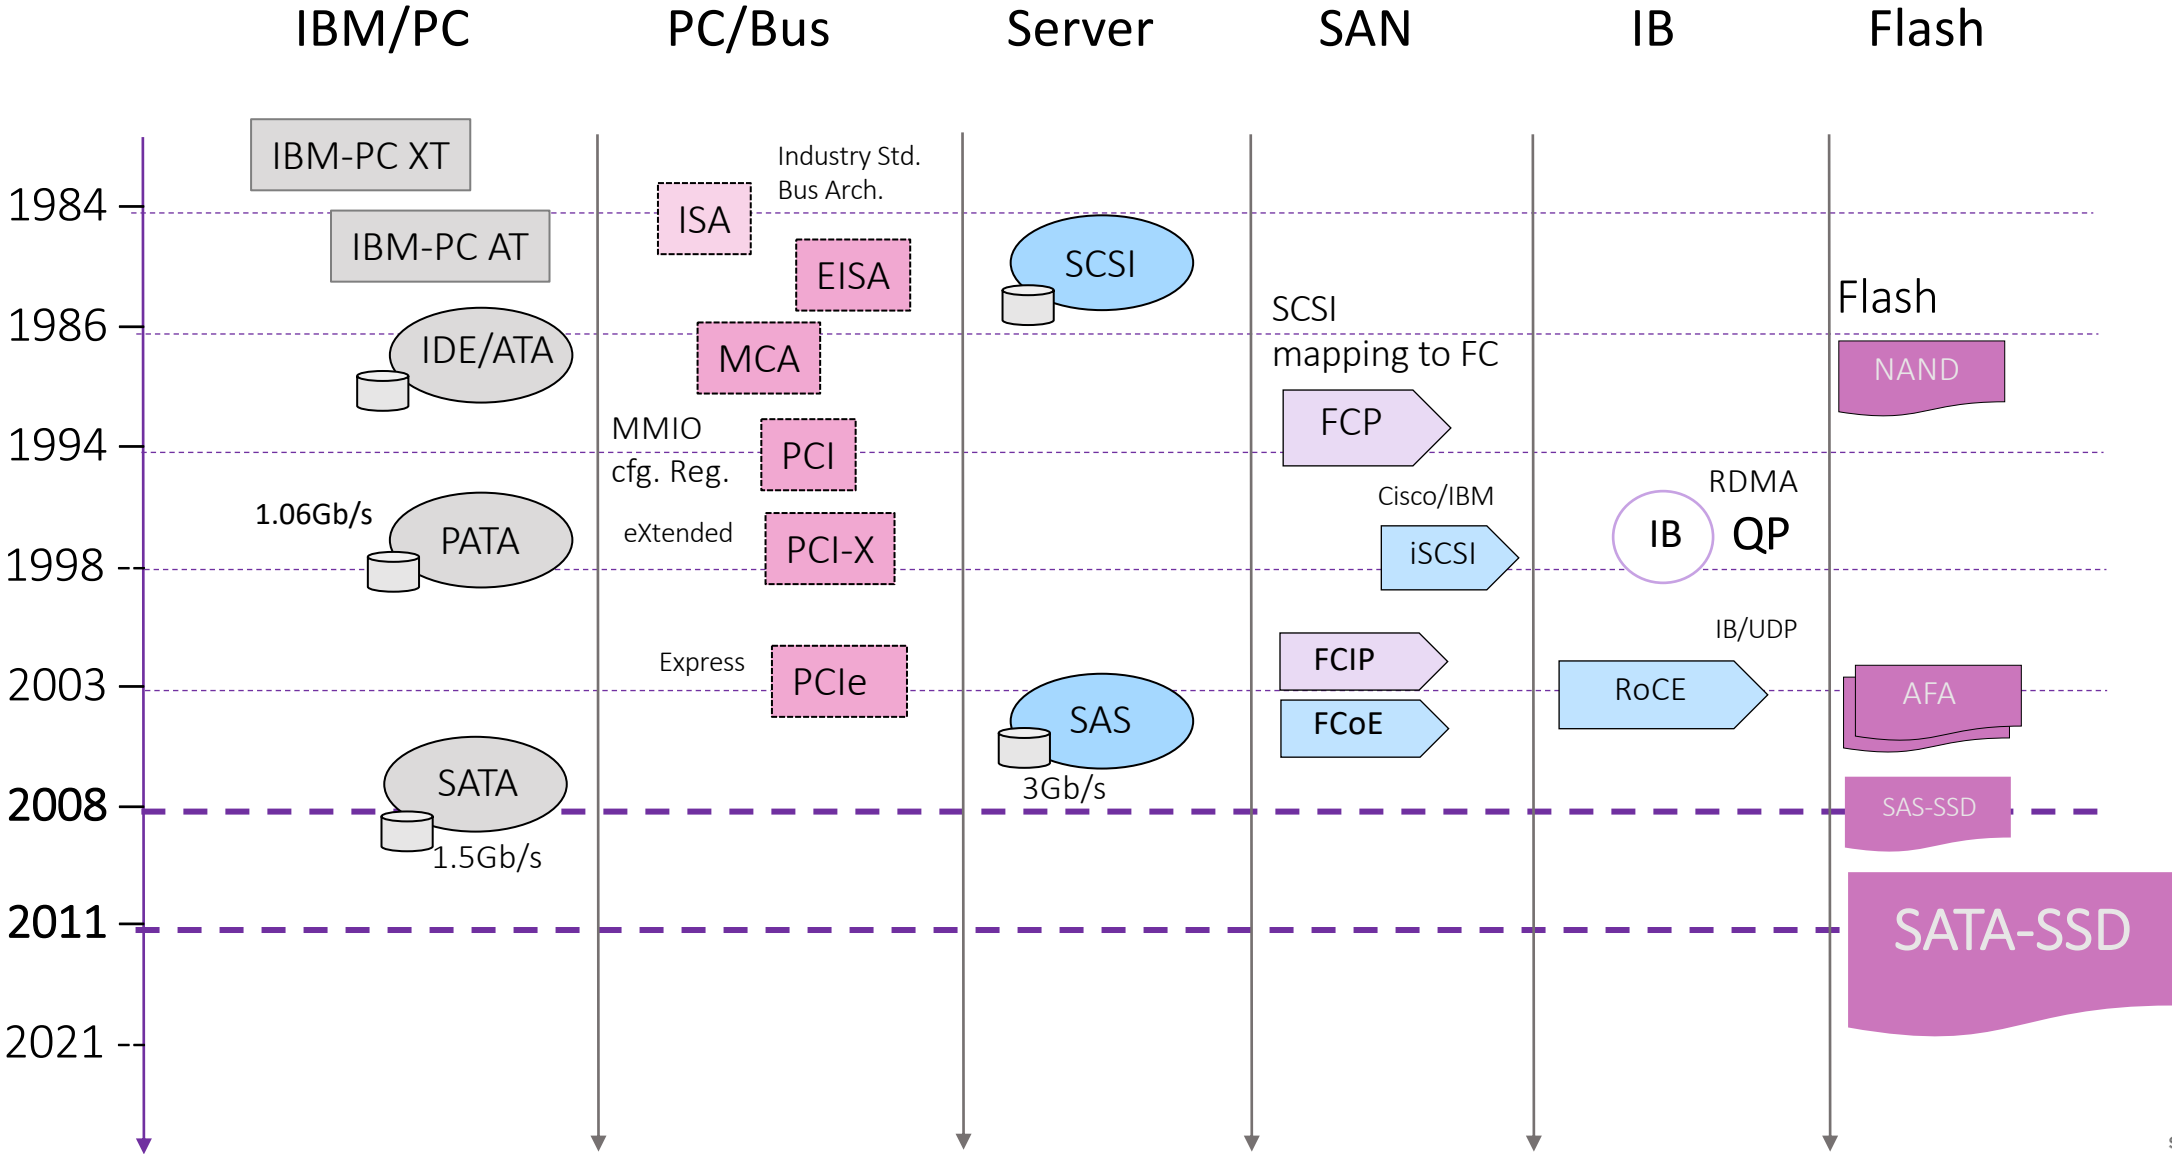 IBM/PC
PC/Bus
Server
SAN
IB
Flash
IBM-PC XT
Industry Std.
Bus Arch.
1984
ISA
IBM-PC AT
EISA
SCSI
1986
SCSI
mapping to FC
Flash
IDE/ATA
MCA
NAND
FCP
1994
MMIO
cfg. Reg.
PCI
Cisco/IBM
RDMA
1.06Gb/s
PATA
eXtended
PCI-X
iSCSI
IB
QP
1998
IB/UDP
Express
PCIe
FCIP
RoCE
AFA
2003
SAS
FCoE
SATA
3Gb/s
2008
SAS-SSD
1.5Gb/s
2011
SATA-SSD
2021